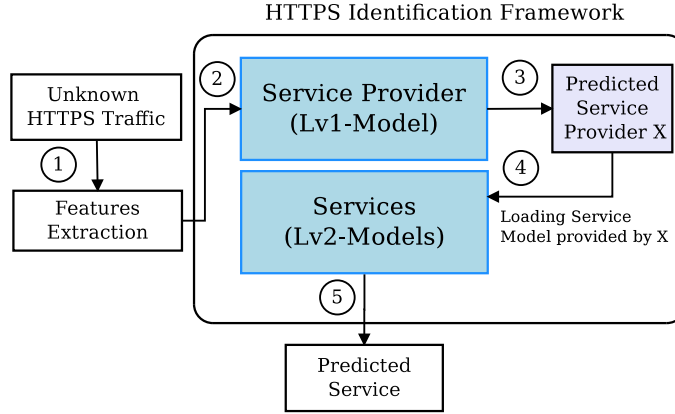 HTTPS Identification Framework
Unknown
HTTPS Traffic
1
Features
Extraction
2
Service Provider
(Lv1-Model)
3
Predicted
Service
Provider X
4
Loading Service
Model provided by X
Services
(Lv2-Models)
5
Predicted
Service